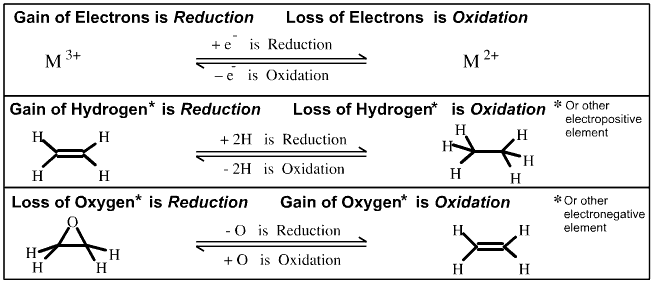 Gain of Electrons is Reduction Loss of Electrons is Oxidation
M3+ + e- is Reduction M2+
– e- is Oxidation
Gain of Hydrogen* is Reduction Loss of Hydrogen* is Oxidation * Or other
electropositive
element
H H + 2H is Reduction H H
H H
H H - 2H is Oxidation H H
Loss of Oxygen* is Reduction Gain of Oxygen* is Oxidation * Or other
electronegative
element
O - O is Reduction H H
H H + O is Oxidation
H H H H